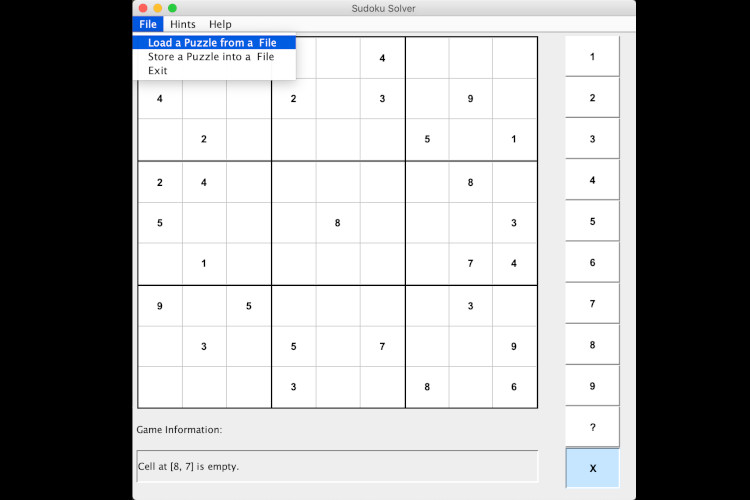 Sudoku Solver
File Hints Help
Load a Puzzle from a File
Store a Puzzle into a File
Exit
4 1
4 2 3 9 2
2 5 1 3
2 4 8 4
5 8 3 5
1 7 4 6
9 5 3 7
3 5 7 9 8
3 8 6 9
?
Game Information:
Cell at [8, 7] is empty.
X